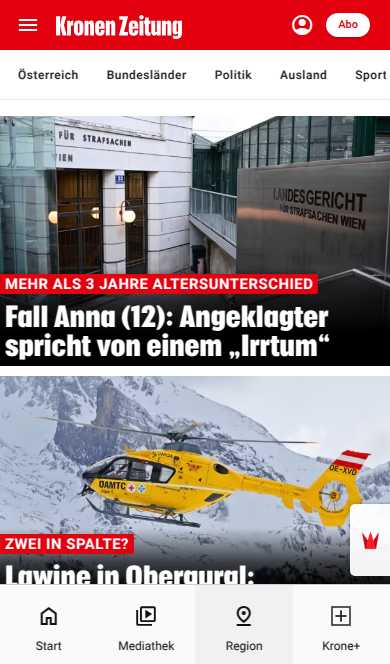 Kronen Zeitung
Abo
Österreich Bundesländer Politik Ausland Sport
FÜR STRAFSACHEN
WIEN
LANDESGERICHT
FÜR STRAFSACHEN WIEN
MEHR ALS 3 JAHRE ALTERSUNTERSCHIED
Fall Anna (12): Angeklagter
spricht von einem „Irrtum“
OE-XVD
ÖAMTC
ZWEI IN SPALTE?
Lawine in Obergurgl:
Start Mediathek Region Krone+